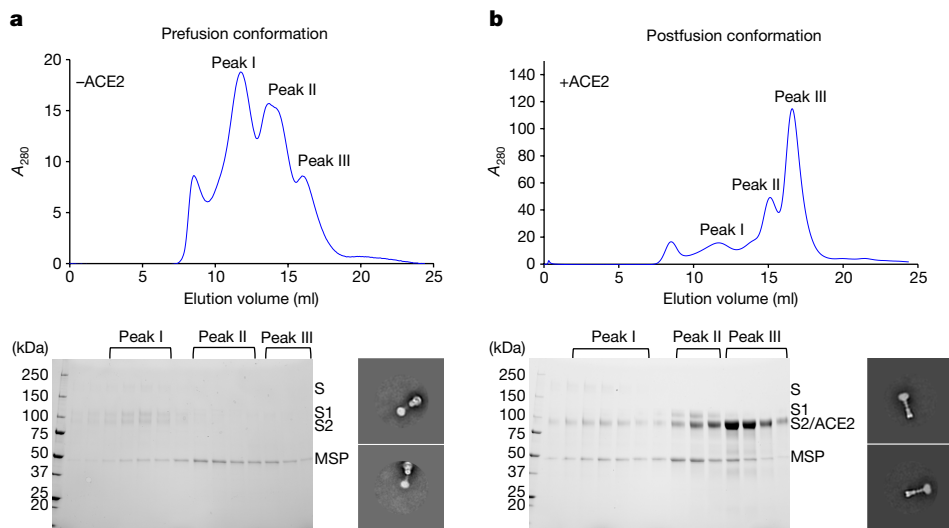 a
Prefusion conformation
–ACE2
Peak I
Peak II
Peak III
20
15
10
5
0
A280
0 5 10 15 20 25
Elution volume (ml)
(kDa)
Peak I Peak II Peak III
250
150
100
75
50
37
25
20
S
S1
S2
MSP
b
Postfusion conformation
+ACE2
Peak I
Peak II
Peak III
140
120
100
80
60
40
20
0
A280
0 5 10 15 20 25
Elution volume (ml)
(kDa)
Peak I Peak II Peak III
250
150
100
75
50
37
25
20
S
S1
S2/ACE2
MSP